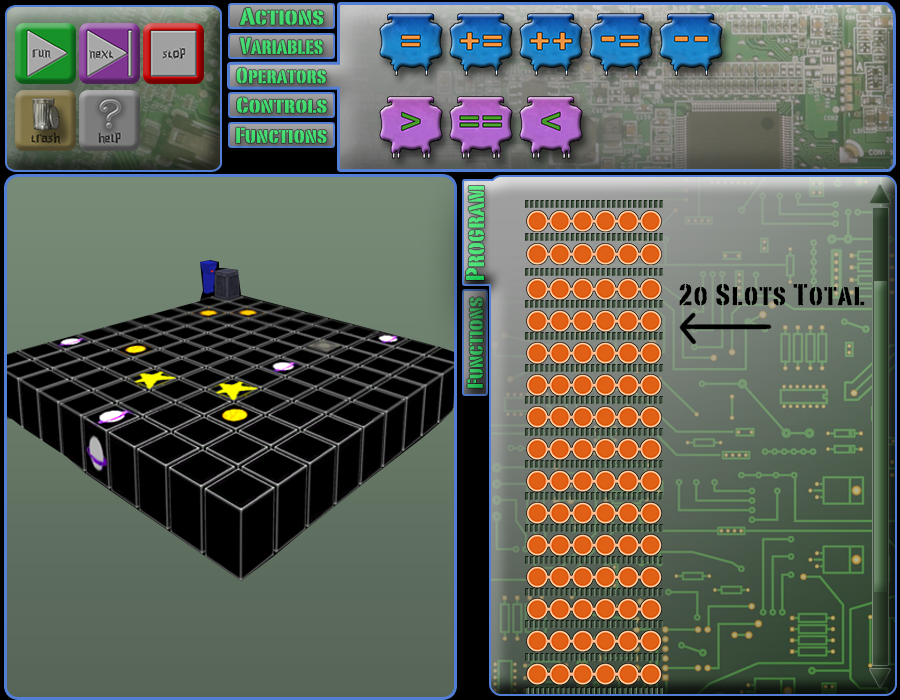 run
next
stop
trash
?
help
Actions
Variables
Operators
Controls
Functions
=
+=
++
-=
--
>
==
<
Program
Functions
20 Slots Total